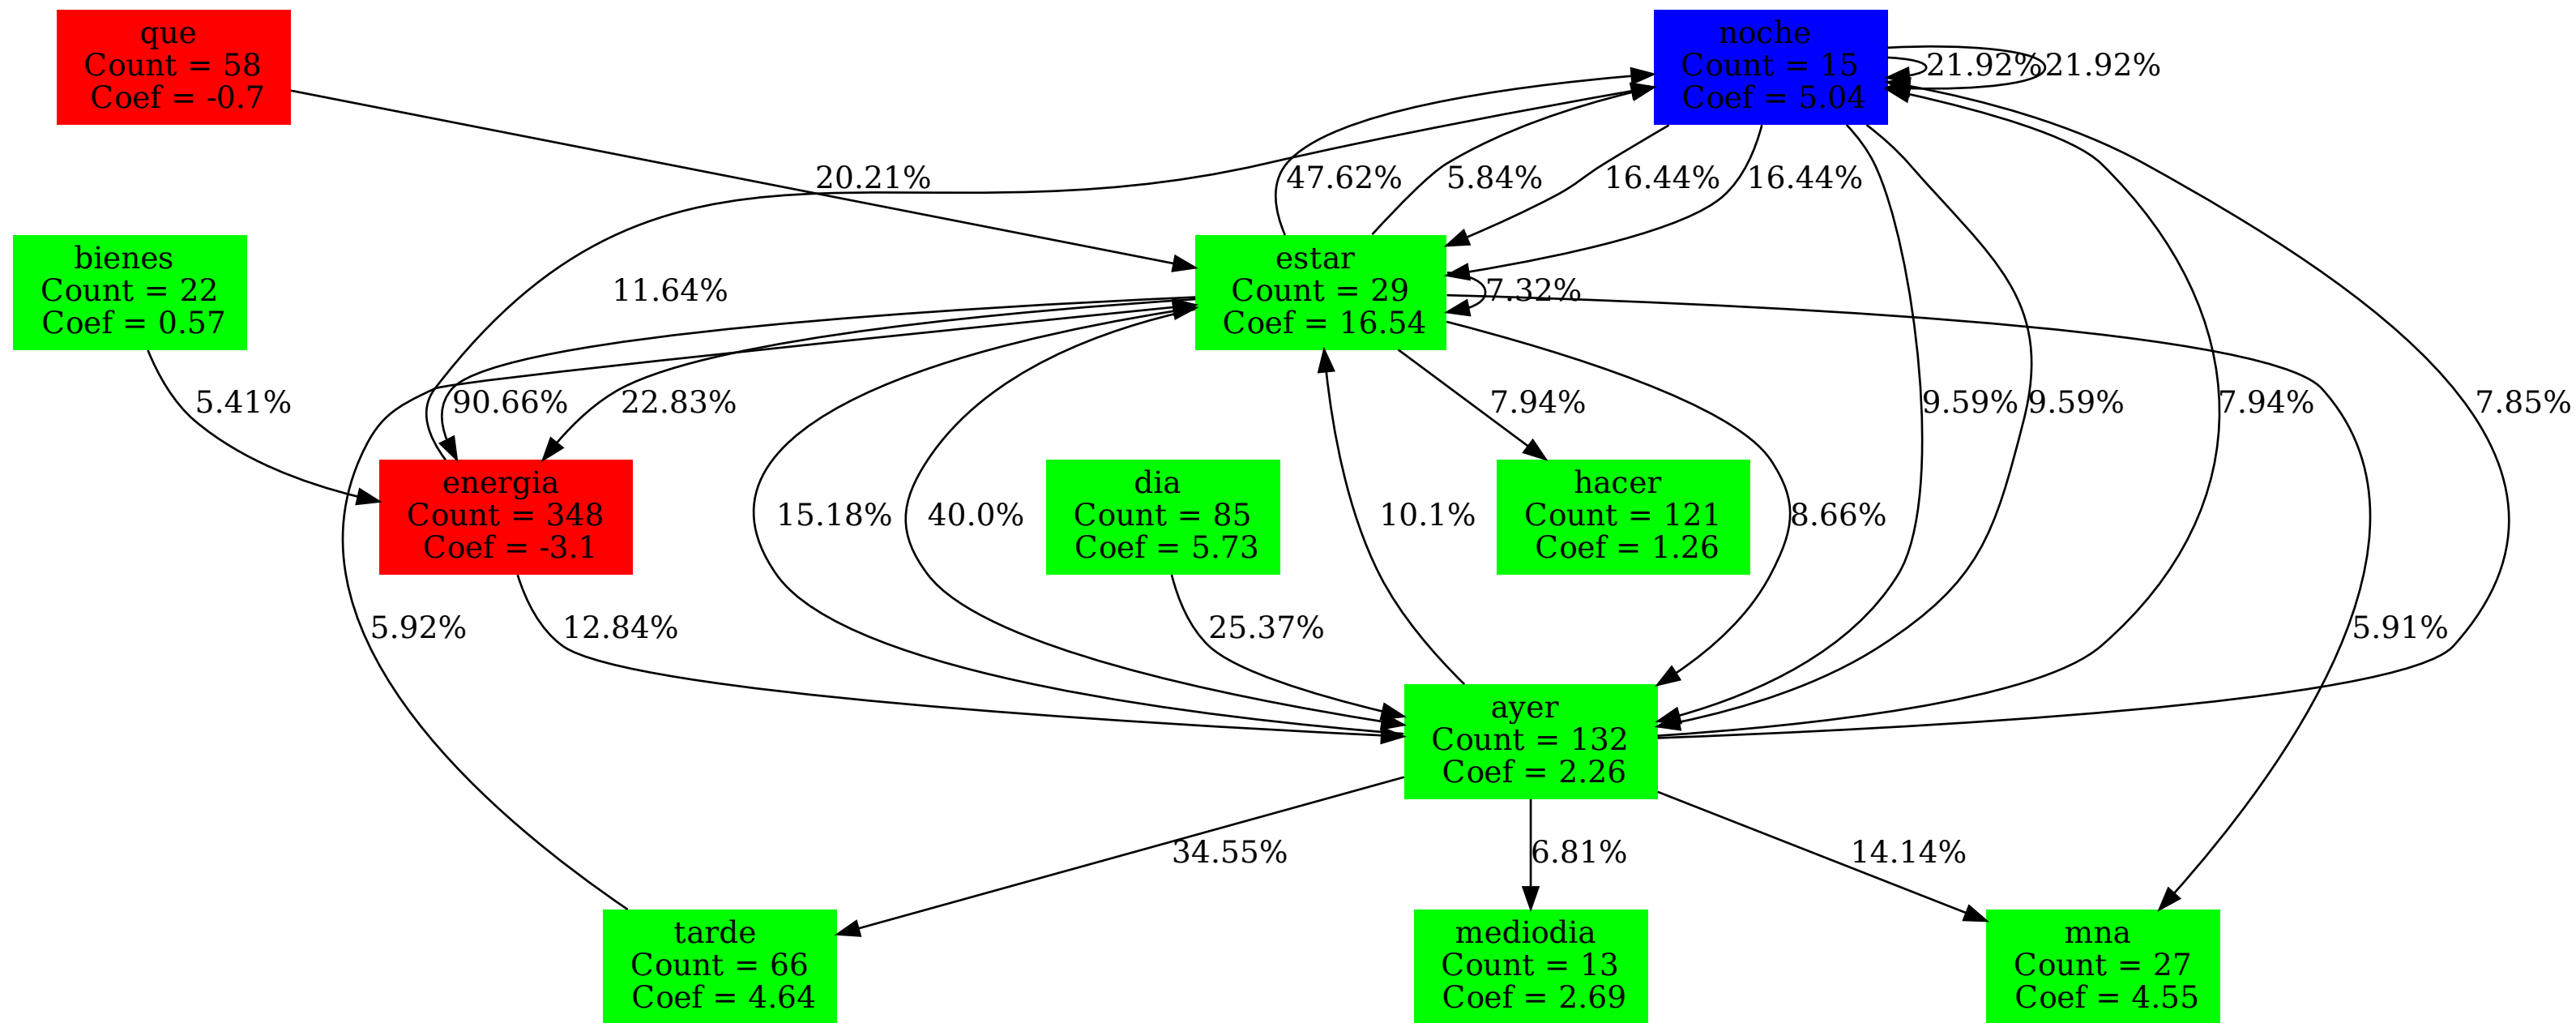 que
Count = 58
Coef = -0.7
noche
Count = 15
Coef = 5.04
21.92%
21.92%
20.21%
47.62%
5.84%
16.44%
16.44%
bienes
Count = 22
Coef = 0.57
11.64%
estar
Count = 29
Coef = 16.54
7.32%
5.41%
90.66%
22.83%
7.94%
9.59%
9.59%
7.94%
7.85%
energia
Count = 348
Coef = -3.1
15.18%
40.0%
dia
Count = 85
Coef = 5.73
10.1%
hacer
Count = 121
Coef = 1.26
8.66%
5.92%
12.84%
25.37%
5.91%
ayer
Count = 132
Coef = 2.26
34.55%
6.81%
14.14%
tarde
Count = 66
Coef = 4.64
mediodia
Count = 13
Coef = 2.69
mna
Count = 27
Coef = 4.55